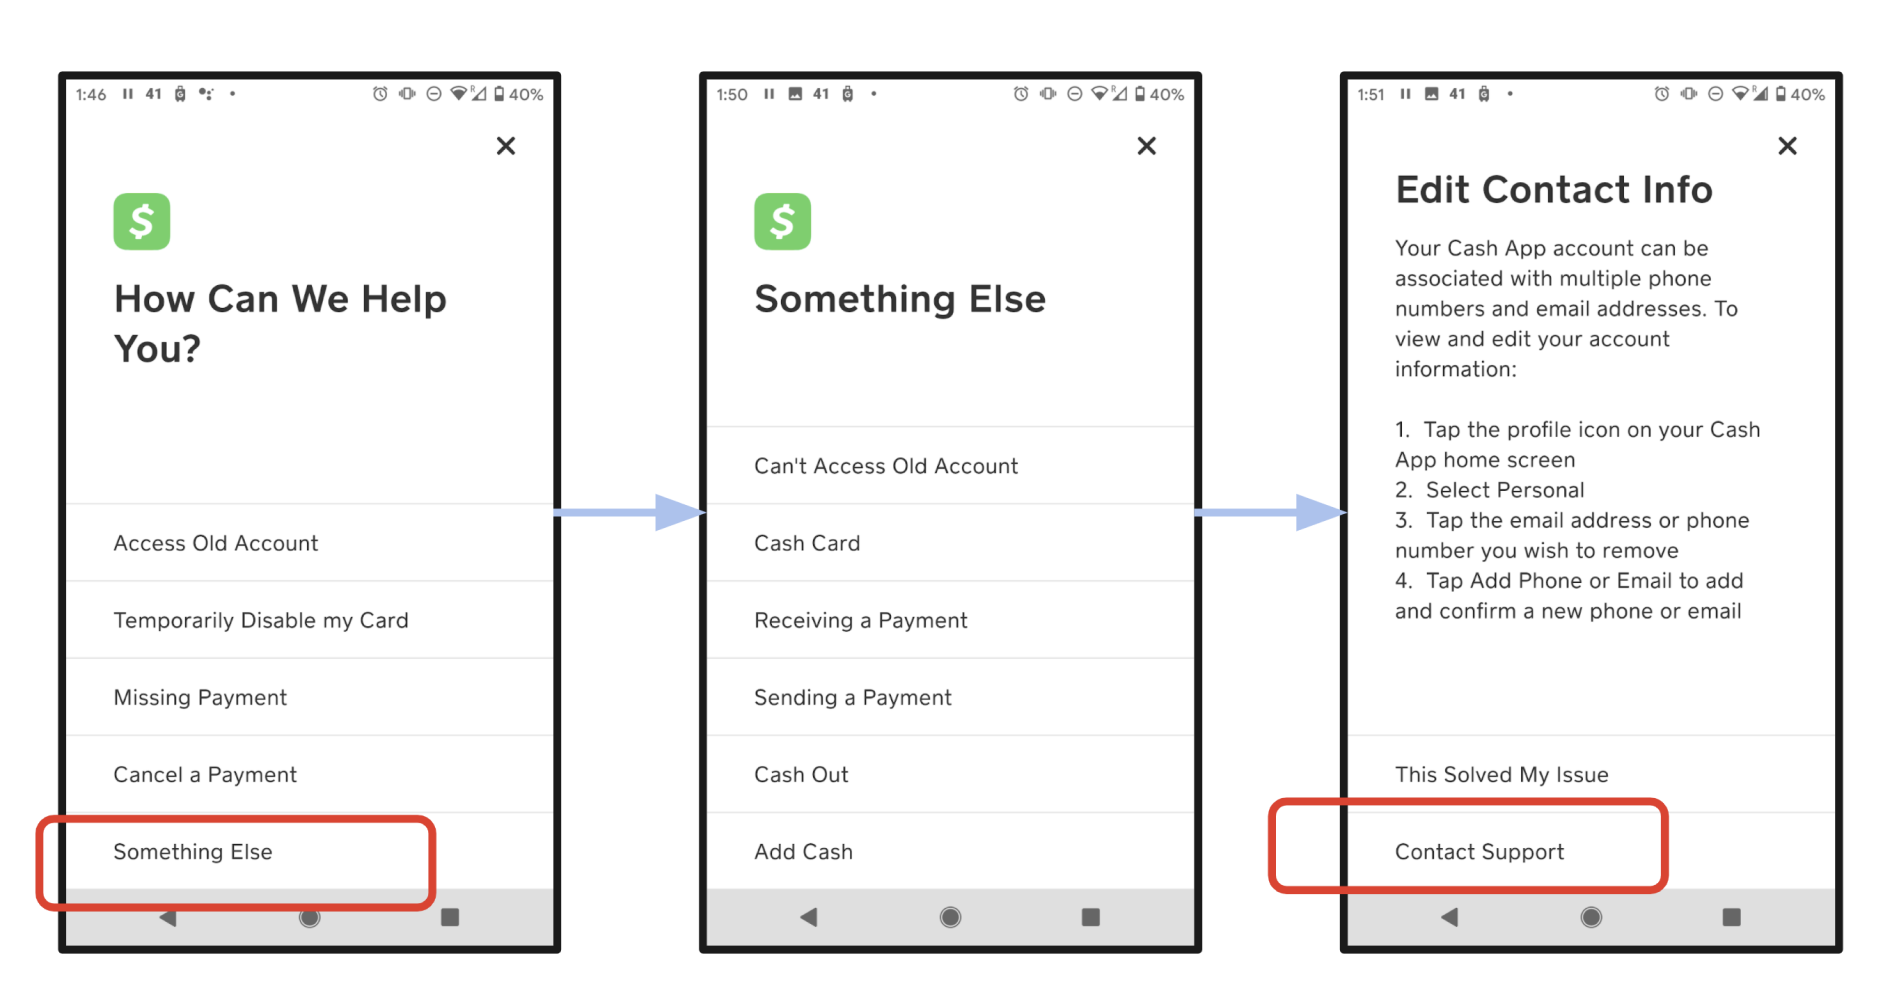 1:46 41 40%
How Can We Help
You?
Access Old Account
Temporarily Disable my Card
Missing Payment
Cancel a Payment
Something Else
1:50 41 40%
$
Something Else
Can't Access Old Account
Cash Card
Receiving a Payment
Sending a Payment
Cash Out
Add Cash
1:51 41 R 40%
Edit Contact Info
Your Cash App account can be
associated with multiple phone
numbers and email addresses. To
view and edit your account
information:
1. Tap the profile icon on your Cash
App home screen
2. Select Personal
3. Tap the email address or phone
number you wish to remove
4. Tap Add Phone or Email to add
and confirm a new phone or email
This Solved My Issue
Contact Support